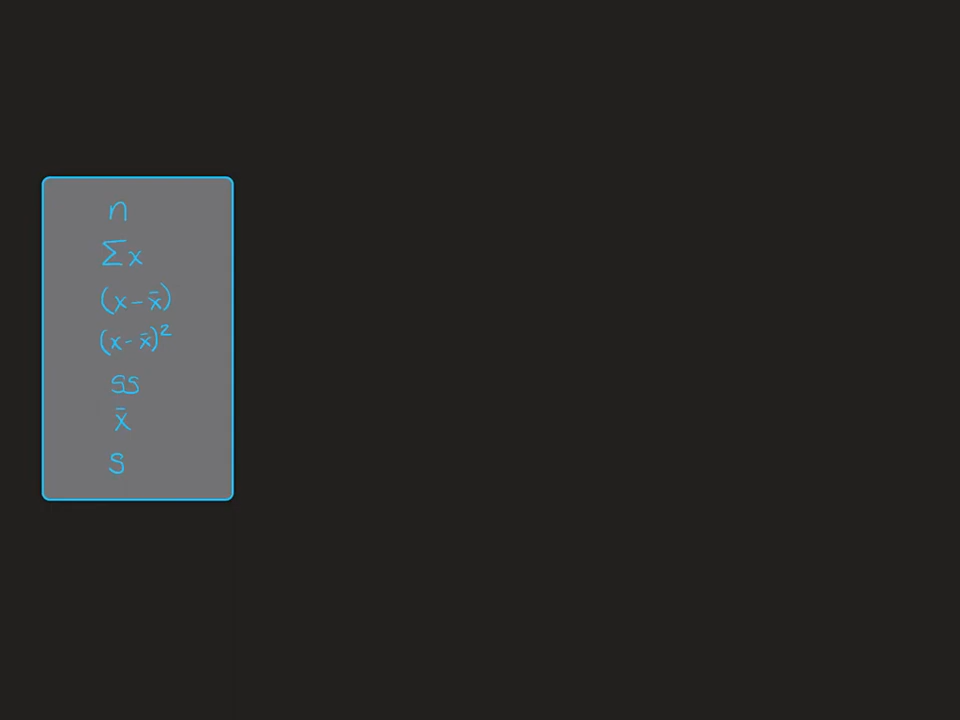 n
Σx
(x - x̄)
(x - x̄)²
SS
x̄
S